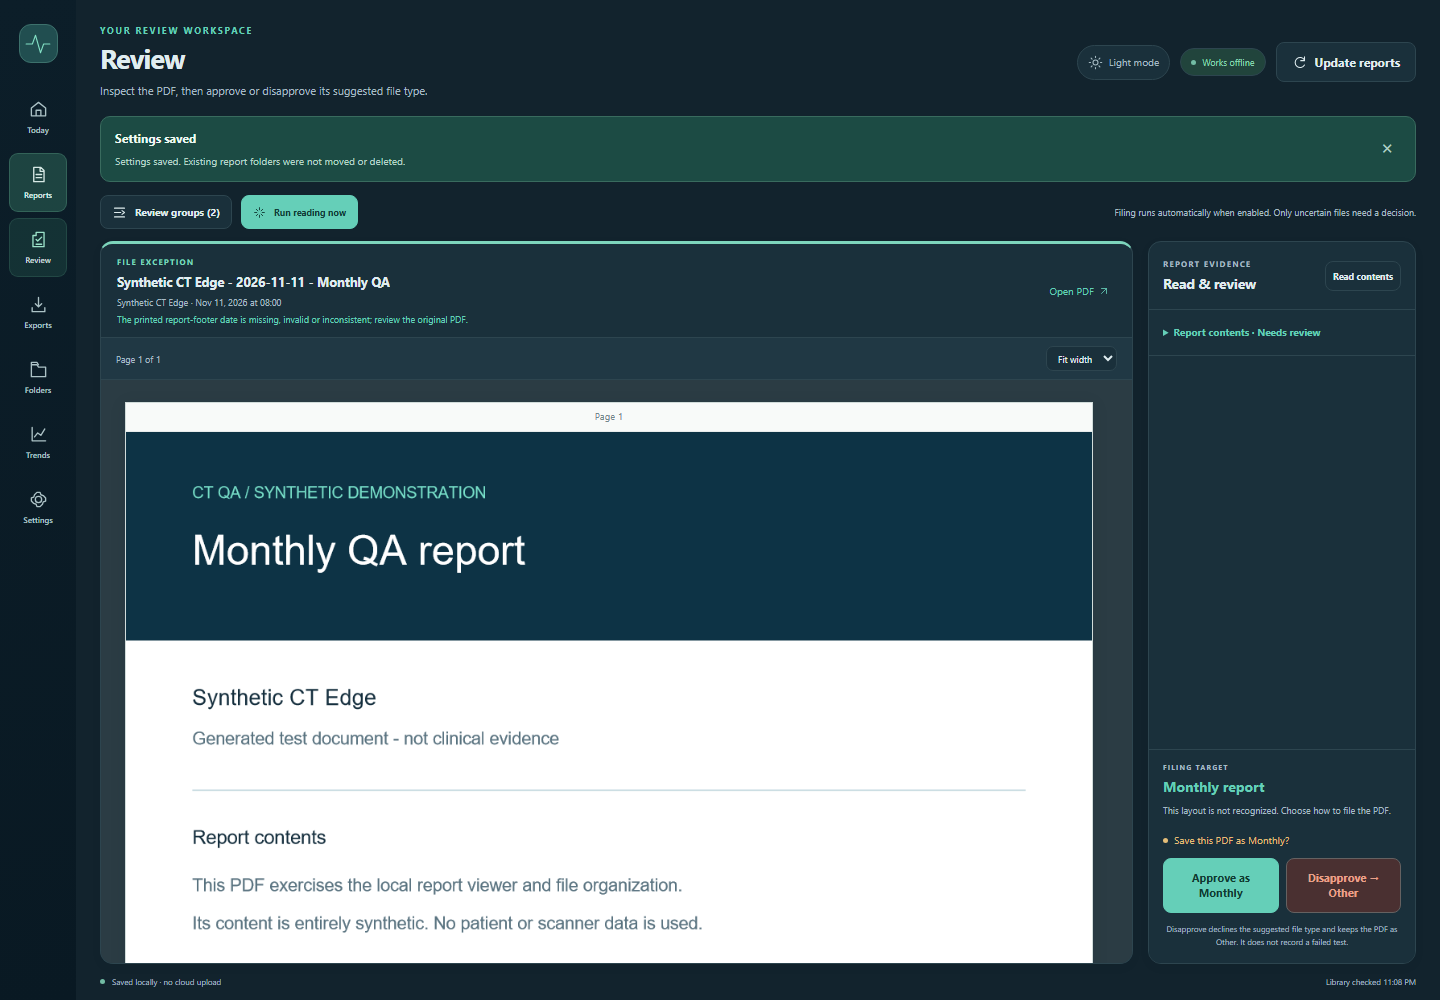 YOUR REVIEW WORKSPACE
Review
Inspect the PDF, then approve or disapprove its suggested file type.
Light mode
Works offline
Update reports
Today
Reports
Review
Exports
Folders
Trends
Settings
Settings saved
Settings saved. Existing report folders were not moved or deleted.
Review groups (2)
Run reading now
Filing runs automatically when enabled. Only uncertain files need a decision.
FILE EXCEPTION
Synthetic CT Edge - 2026-11-11 - Monthly QA
Synthetic CT Edge · Nov 11, 2026 at 08:00
The printed report-footer date is missing, invalid or inconsistent; review the original PDF.
Open PDF
Page 1 of 1
Fit width
Page 1
CT QA / SYNTHETIC DEMONSTRATION
Monthly QA report
Synthetic CT Edge
Generated test document - not clinical evidence
Report contents
This PDF exercises the local report viewer and file organization.
Its content is entirely synthetic. No patient or scanner data is used.
REPORT EVIDENCE
Read & review
Read contents
Report contents · Needs review
FILING TARGET
Monthly report
This layout is not recognized. Choose how to file the PDF.
Save this PDF as Monthly?
Approve as
Monthly
Disapprove →
Other
Disapprove declines the suggested file type and keeps the PDF as
Other. It does not record a failed test.
Saved locally · no cloud upload
Library checked 11:08 PM